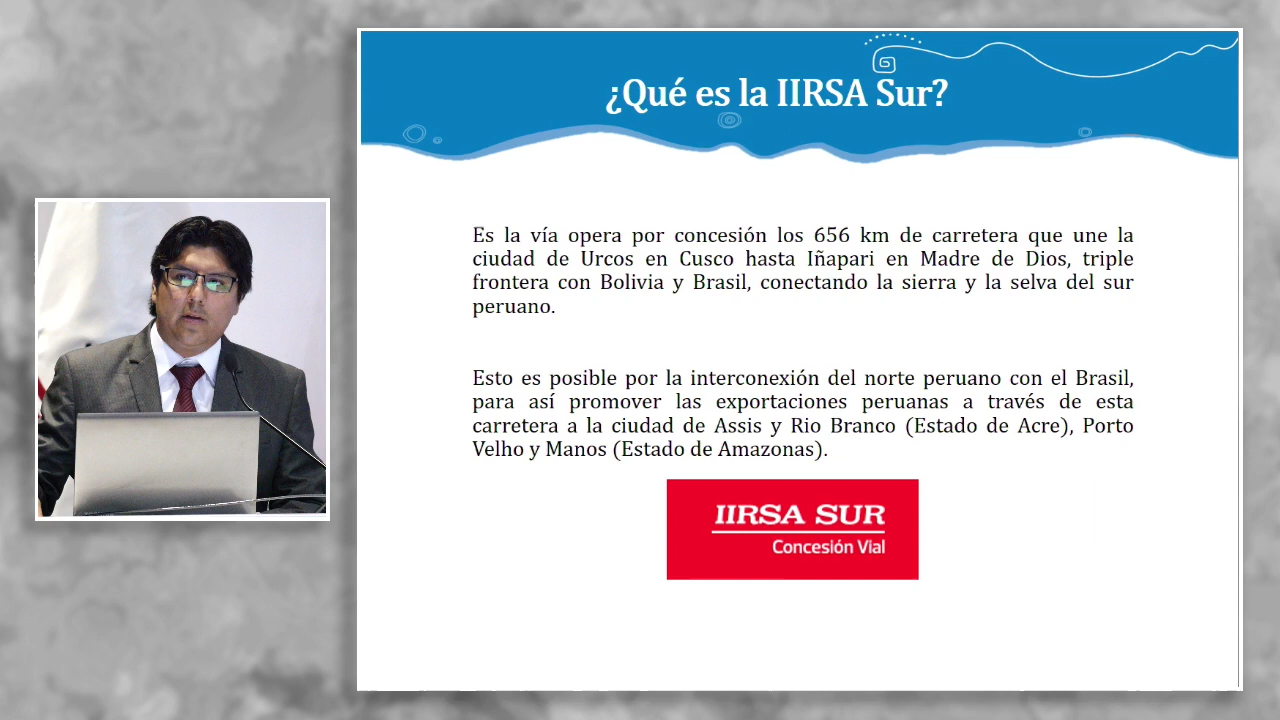 ¿Qué es la IIRSA Sur?
Es la vía opera por concesión los 656 km de carretera que une la
ciudad de Urcos en Cusco hasta Iñapari en Madre de Dios, triple
frontera con Bolivia y Brasil, conectando la sierra y la selva del sur
peruano.
Esto es posible por la interconexión del norte peruano con el Brasil,
para así promover las exportaciones peruanas a través de esta
carretera a la ciudad de Assis y Rio Branco (Estado de Acre), Porto
Velho y Manos (Estado de Amazonas).
IIRSA SUR
Concesión Vial